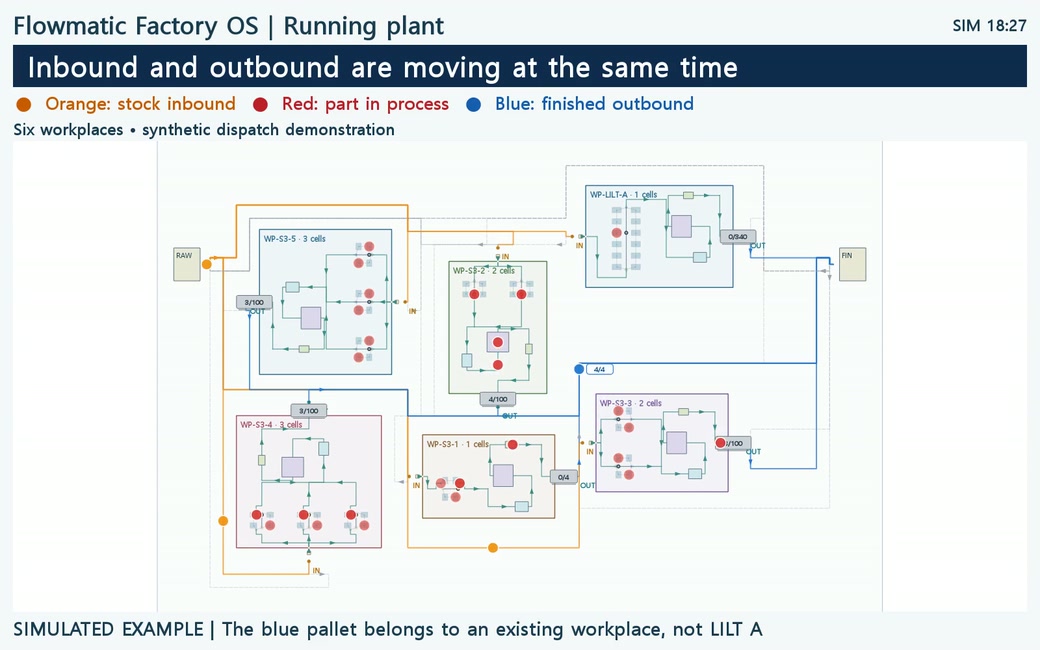 Flowmatic Factory OS | Running plant
SIM 18:27
Inbound and outbound are moving at the same time
Orange: stock inbound
Red: part in process
Blue: finished outbound
Six workplaces • synthetic dispatch demonstration
WP-LILT-A · 1 cells
0/340
OUT
IN
RAW
FIN
WP-S3-5 · 3 cells
3/100
OUT
IN
WP-S3-2 · 2 cells
IN
4/100
OUT
4/4
WP-S3-3 · 2 cells
IN
/100
OUT
3/100
WP-S3-4 · 3 cells
IN
WP-S3-1 · 1 cells
IN
0/4
OUT
SIMULATED EXAMPLE | The blue pallet belongs to an existing workplace, not LILT A